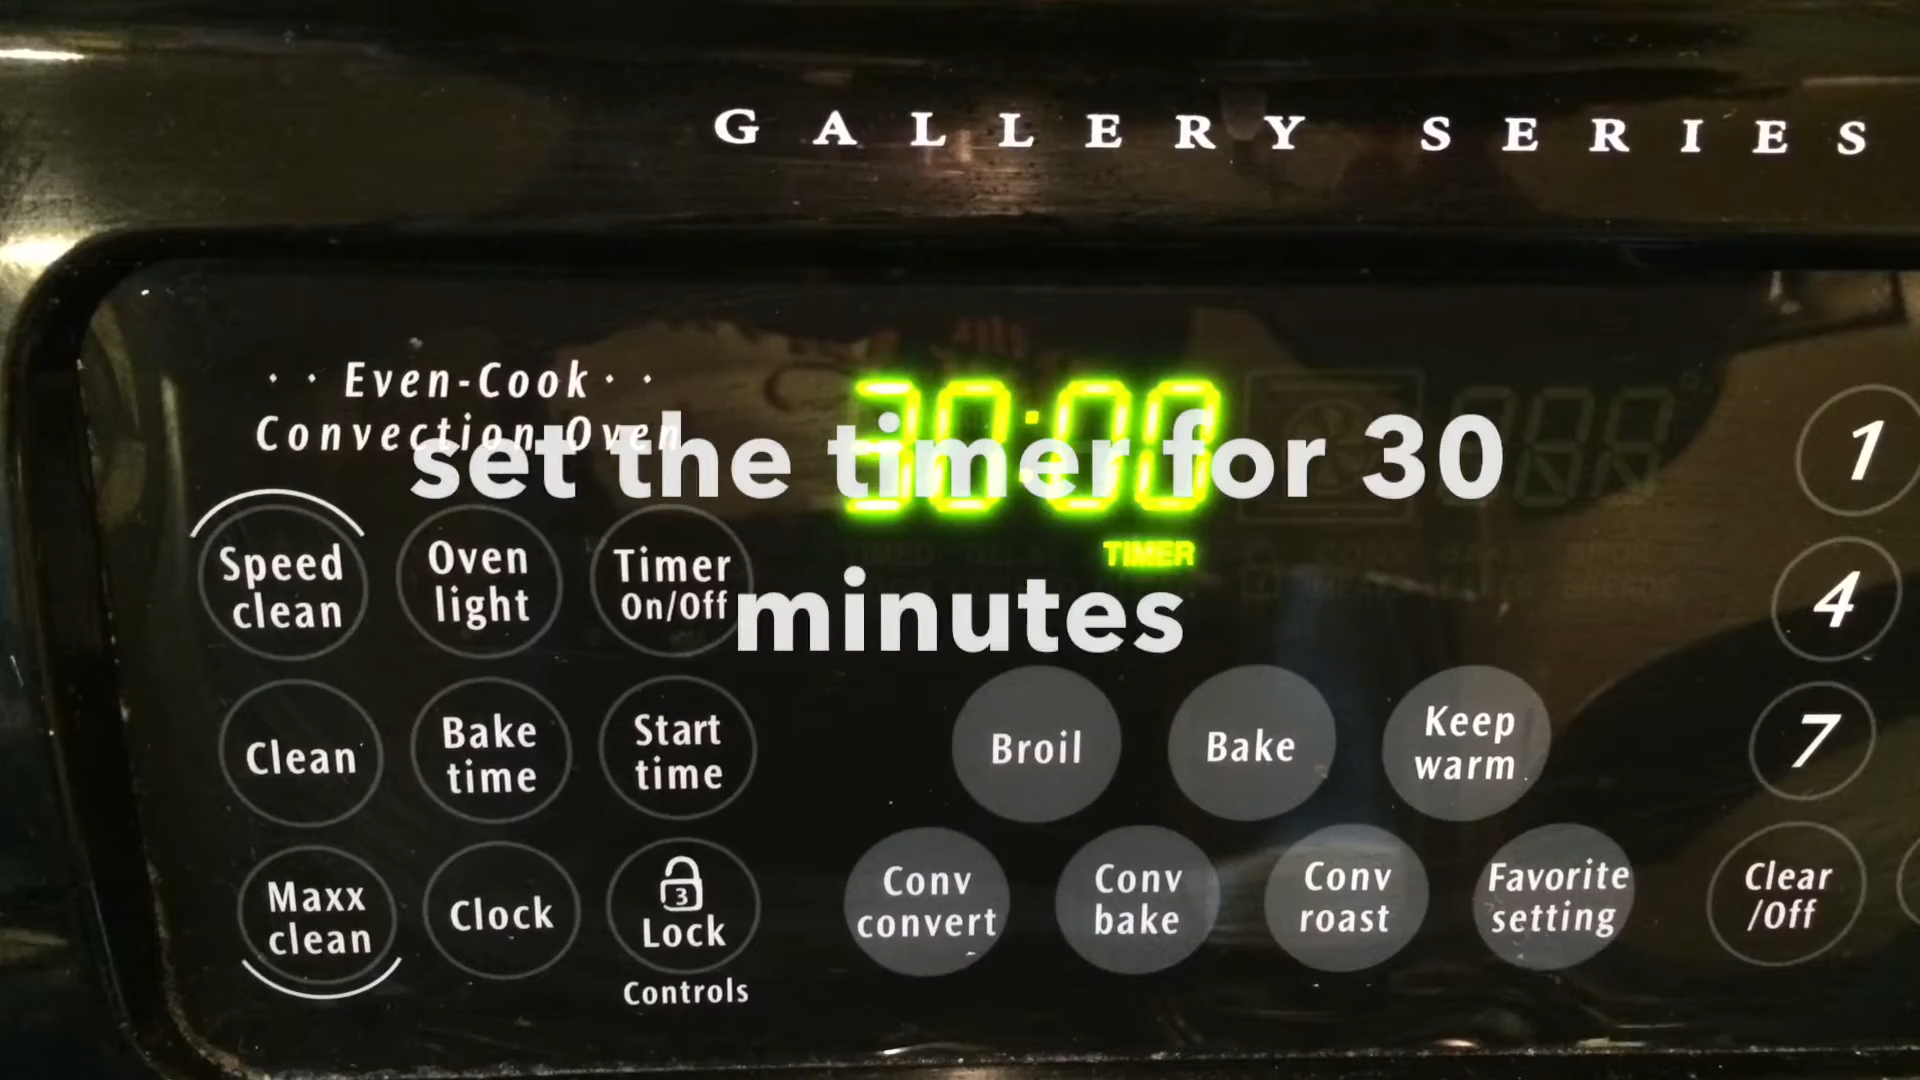 GALLERY SERIES
Even-Cook
Convection Oven
30:00
TIMER
set the timer for 30
minutes
Speed
clean
Oven
light
Timer
On/Off
Clean
Bake
time
Start
time
Maxx
clean
Clock
3
Lock
Controls
Broil
Bake
Keep
warm
Conv
convert
Conv
bake
Conv
roast
Favorite
setting
1
4
7
Clear
/Off